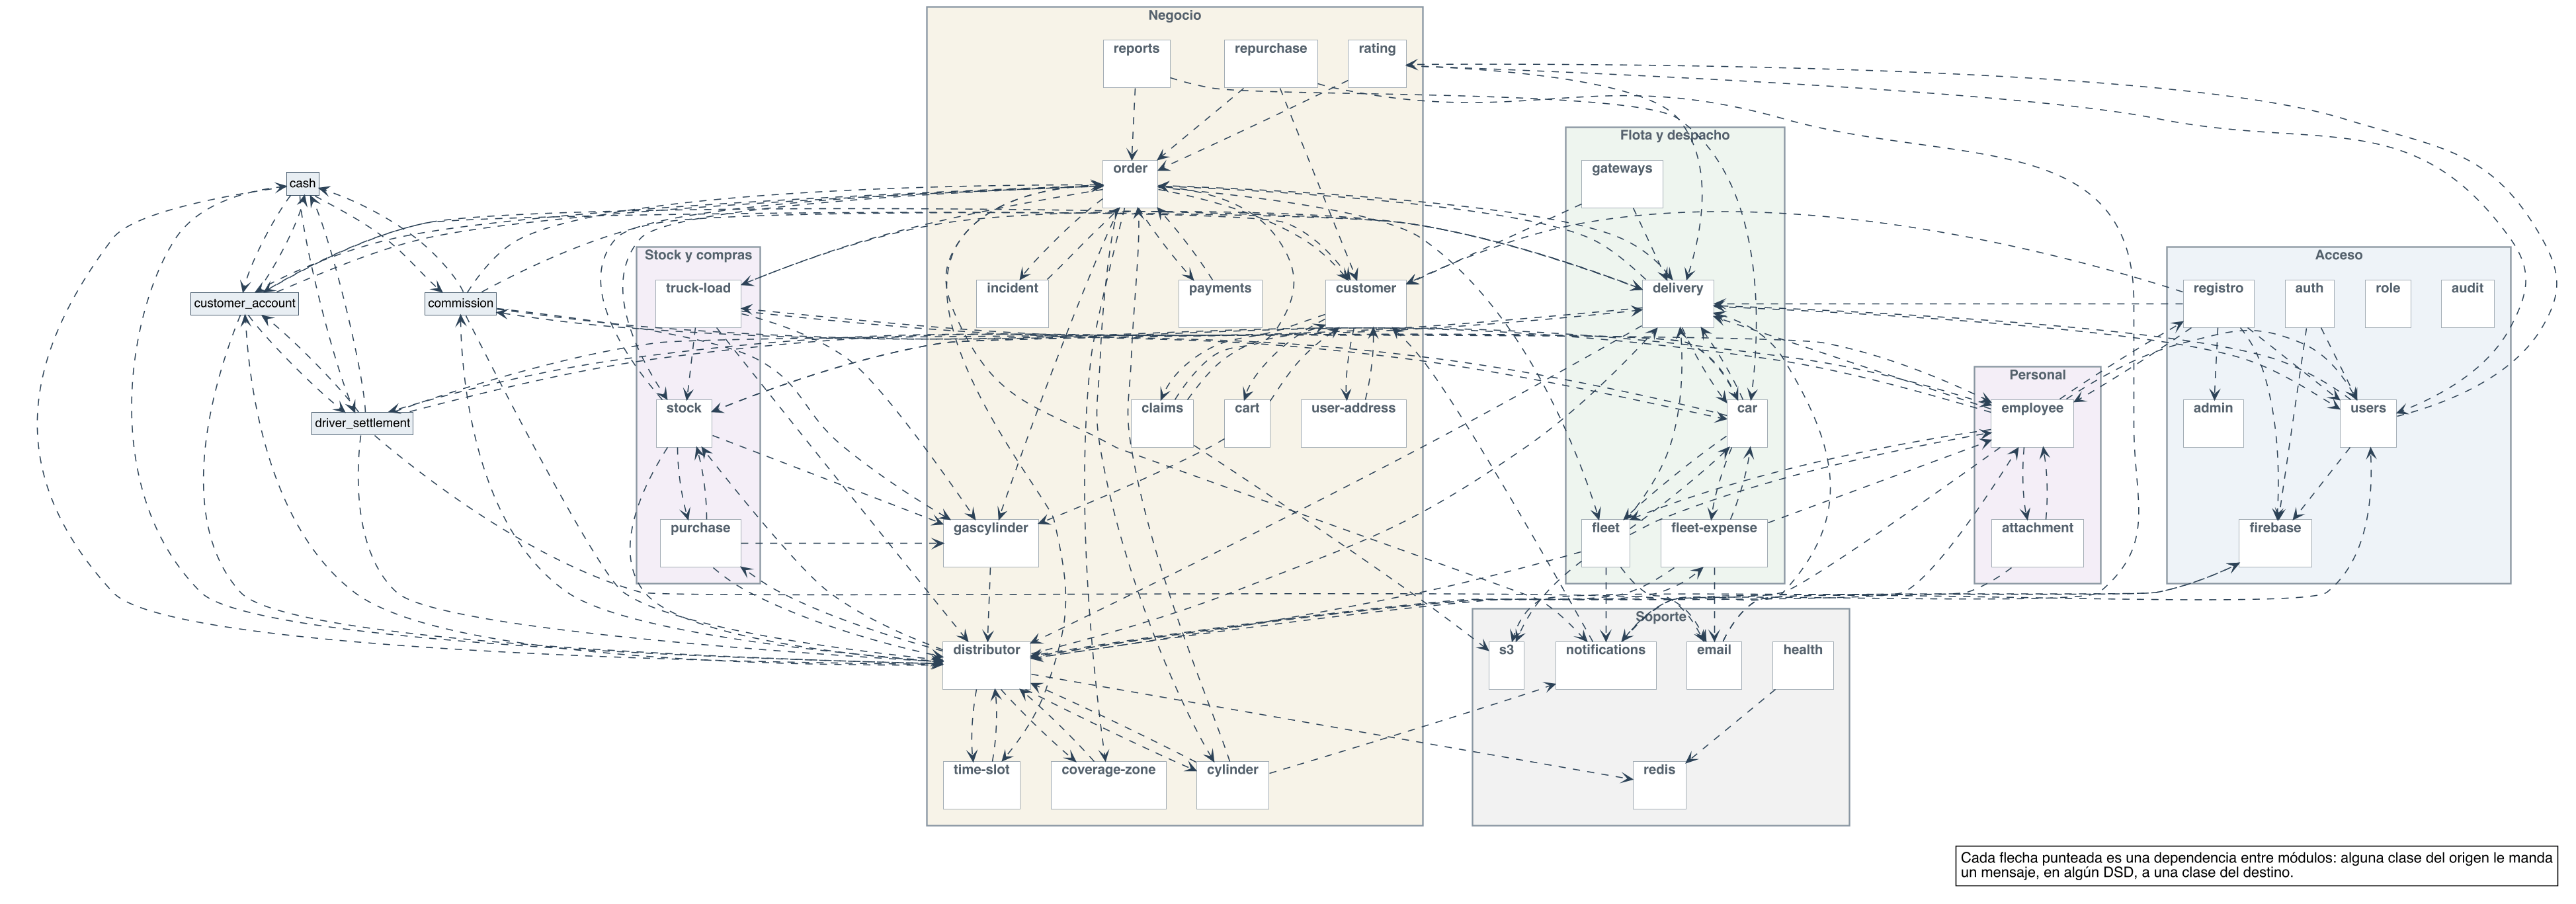 Negocio
reports
repurchase
rating
Flota y despacho
order
gateways
cash
Stock y compras
Acceso
truck-load
incident
payments
customer
delivery
registro
auth
role
audit
customer_account
commission
Personal
stock
claims
cart
user-address
car
employee
admin
users
driver_settlement
purchase
gascylinder
fleet
fleet-expense
attachment
firebase
Soporte
distributor
s3
notifications
email
health
time-slot
coverage-zone
cylinder
redis
Cada flecha punteada es una dependencia entre módulos: alguna clase del origen le manda
un mensaje, en algún DSD, a una clase del destino.